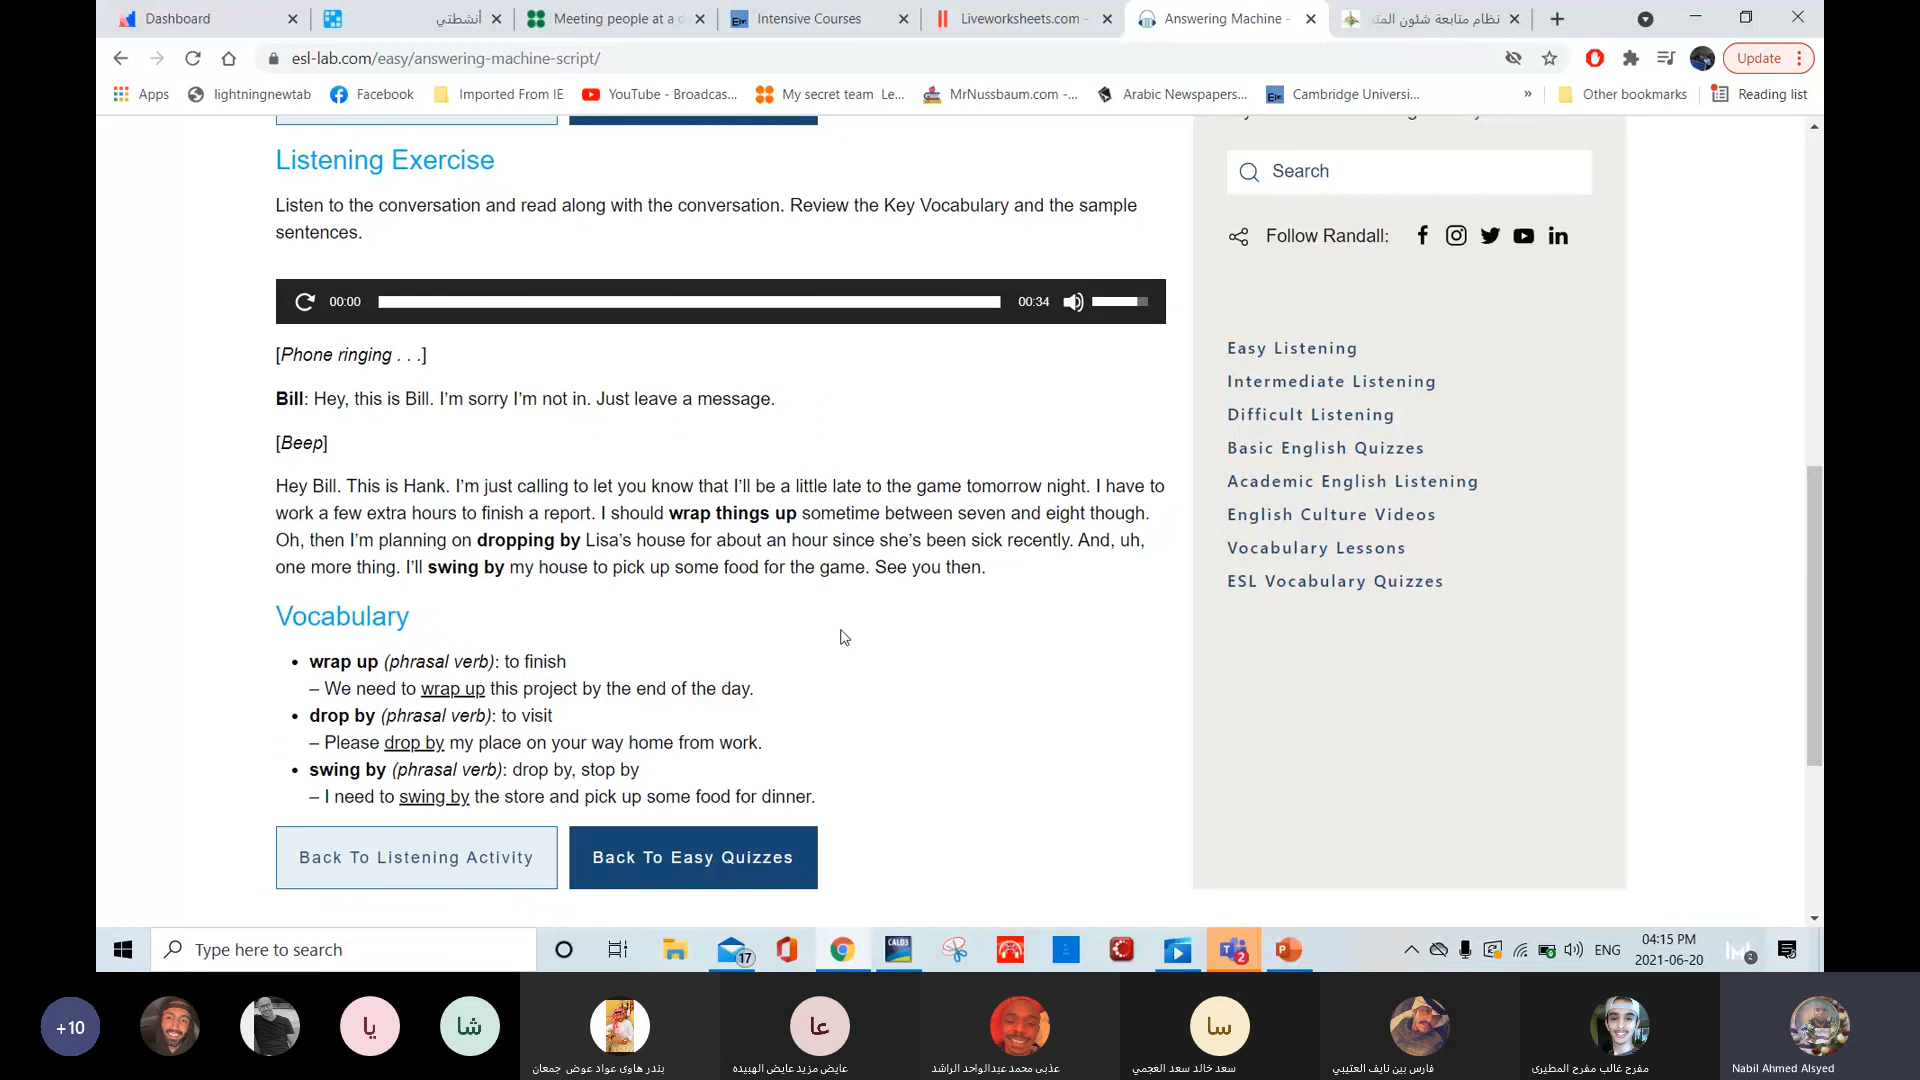 Dashboard
أنشطتي
Meeting people at a
Intensive Courses
Liveworksheets.com -
Answering Machine -
نظام متابعة شئون
esl-lab.com/easy/answering-machine-script/
Update
Apps
lightningnewtab
Facebook
Imported From IE
YouTube - Broadcas...
My secret team Le...
MrNussbaum.com -...
Arabic Newspapers...
Cambridge Universi...
»
Other bookmarks
Reading list
Listening Exercise
Listen to the conversation and read along with the conversation. Review the Key Vocabulary and the sample
sentences.
00:00
00:34
[Phone ringing . . .]
Bill: Hey, this is Bill. I’m sorry I’m not in. Just leave a message.
[Beep]
Hey Bill. This is Hank. I’m just calling to let you know that I’ll be a little late to the game tomorrow night. I have to
work a few extra hours to finish a report. I should wrap things up sometime between seven and eight though.
Oh, then I’m planning on dropping by Lisa’s house for about an hour since she’s been sick recently. And, uh,
one more thing. I’ll swing by my house to pick up some food for the game. See you then.
Vocabulary
• wrap up (phrasal verb): to finish
– We need to wrap up this project by the end of the day.
• drop by (phrasal verb): to visit
– Please drop by my place on your way home from work.
• swing by (phrasal verb): drop by, stop by
– I need to swing by the store and pick up some food for dinner.
Back To Listening Activity
Back To Easy Quizzes
Search
Follow Randall:
Easy Listening
Intermediate Listening
Difficult Listening
Basic English Quizzes
Academic English Listening
English Culture Videos
Vocabulary Lessons
ESL Vocabulary Quizzes
Type here to search
17
CALD3
2
ENG
04:15 PM
2021-06-20
2
+10
يا
شا
عا
سا
بندر هاوى عواد عوض جمعان
عايض مزيد عايض الهبيده
عذبى محمد عبدالواحد الراشد
سعد خالد سعد العجمي
فارس بين نايف العتيبي
مفرح غالب مفرح المطيرى
Nabil Ahmed Alsyed